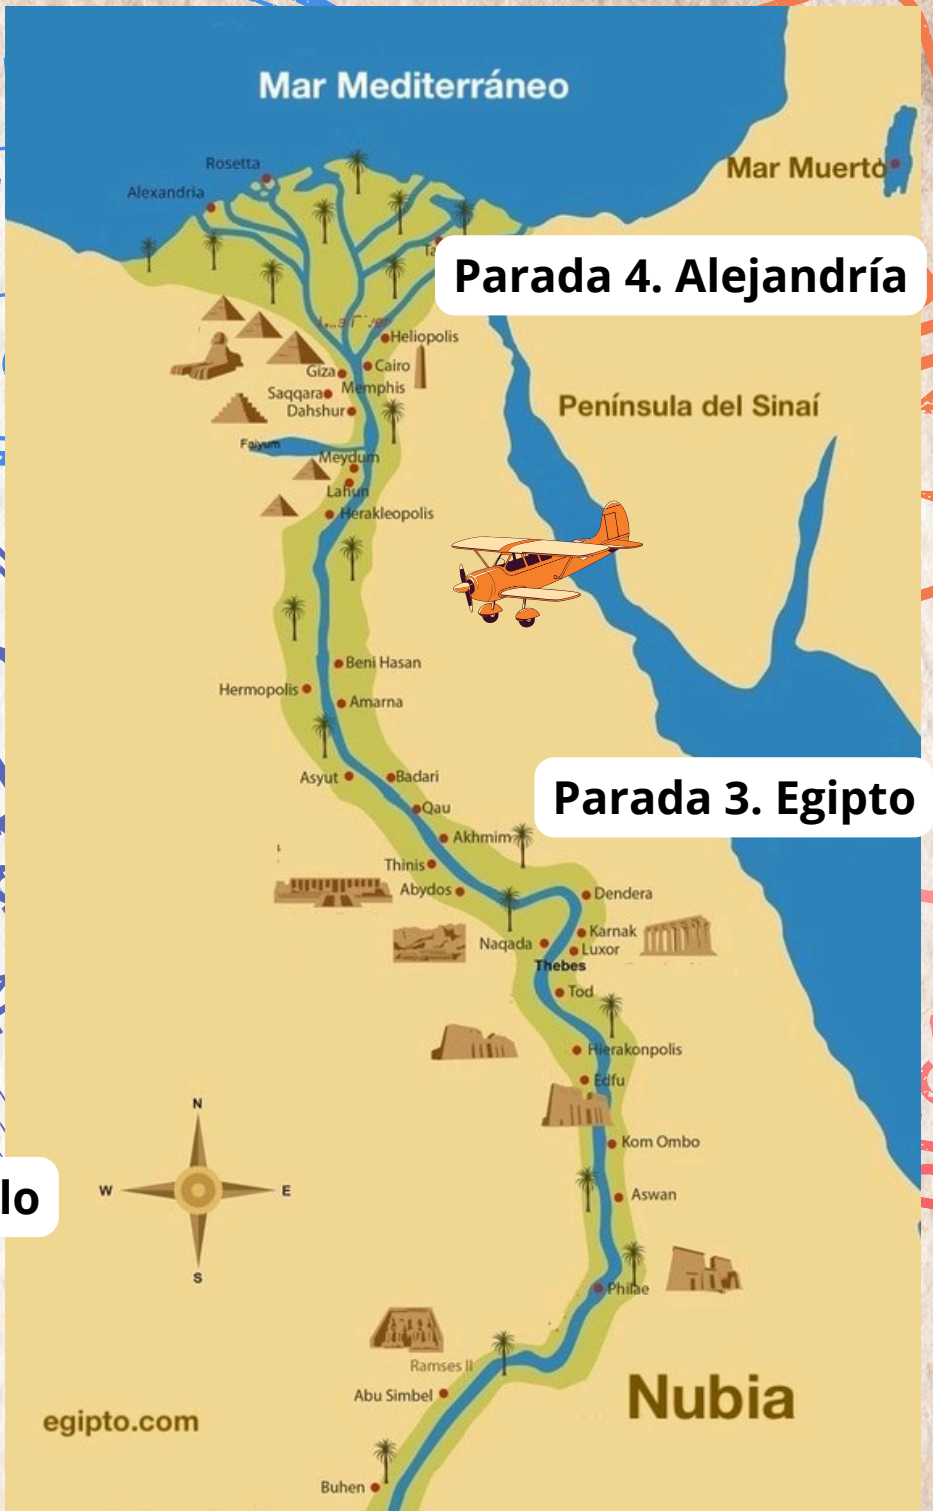 Mar Mediterráneo
Rosetta
Mar Muerto
Alexandria
Parada 4. Alejandría
Heliopolis
Giza
Cairo
Memphis
Saqqara
Dahshur
Península del Sinaí
Faiyum
Meydum
Lahun
Herakleopolis
Beni Hasan
Hermopolis
Amarna
Asyut
Badari
Parada 3. Egipto
Qau
Akhmim
Thinis
Abydos
Dendera
Karnak
Naqada
Luxor
Thebes
Tod
Hierakonpolis
Edfu
N
Kom Ombo
W
E
Aswan
lo
S
Philae
Ramses II
Abu Simbel
Nubia
egipto.com
Buhen